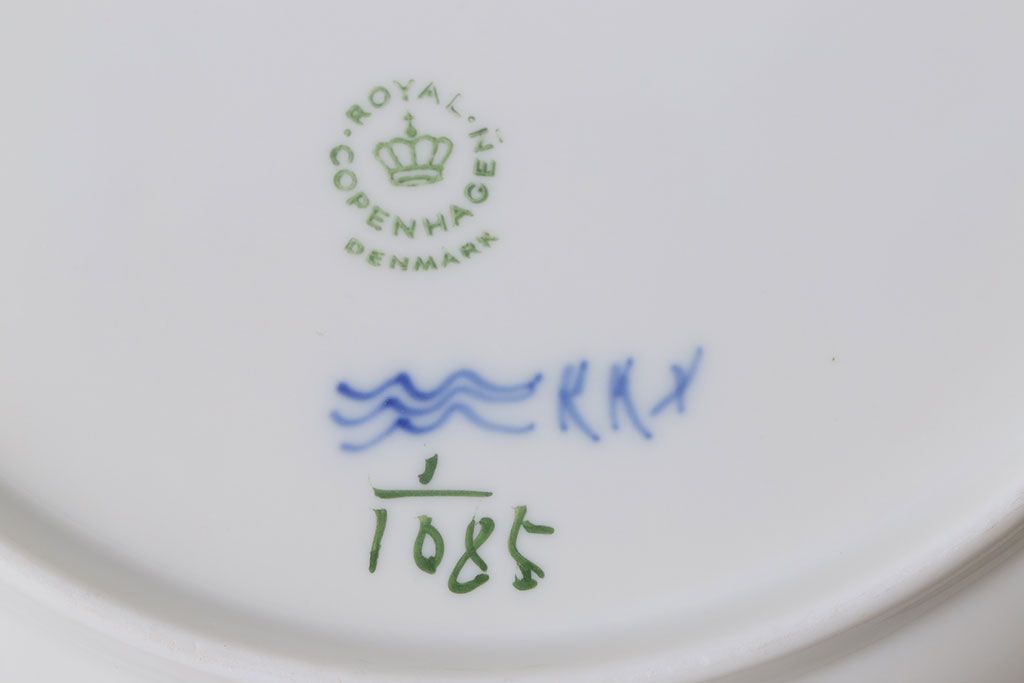 ROYAL·
COPENHAGEN
DENMARK
KKX
1
1085